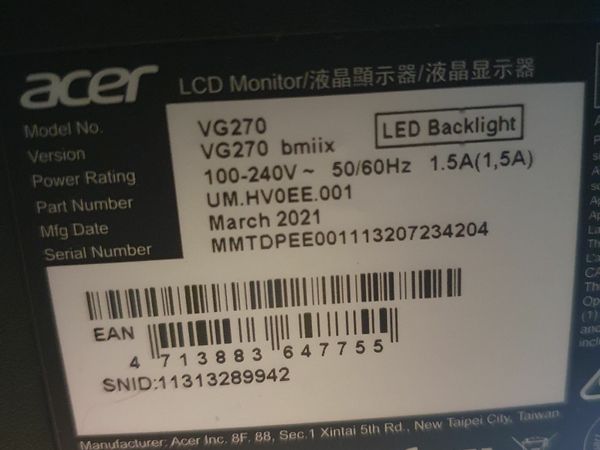 acer LCD Monitor/液晶顯示器/液晶显示器
Model No. VG270
Version VG270 bmiix LED Backlight
Power Rating 100-240V~ 50/60Hz 1.5A(1,5A)
Part Number UM.HV0EE.001
Mfg Date March 2021
Serial Number MMTDPEE001113207234204
EAN
4 713883 647755
SNID:11313289942
Manufacturer: Acer Inc. 8F, 88, Sec.1 Xintai 5th Rd., New Taipei City, Taiwan